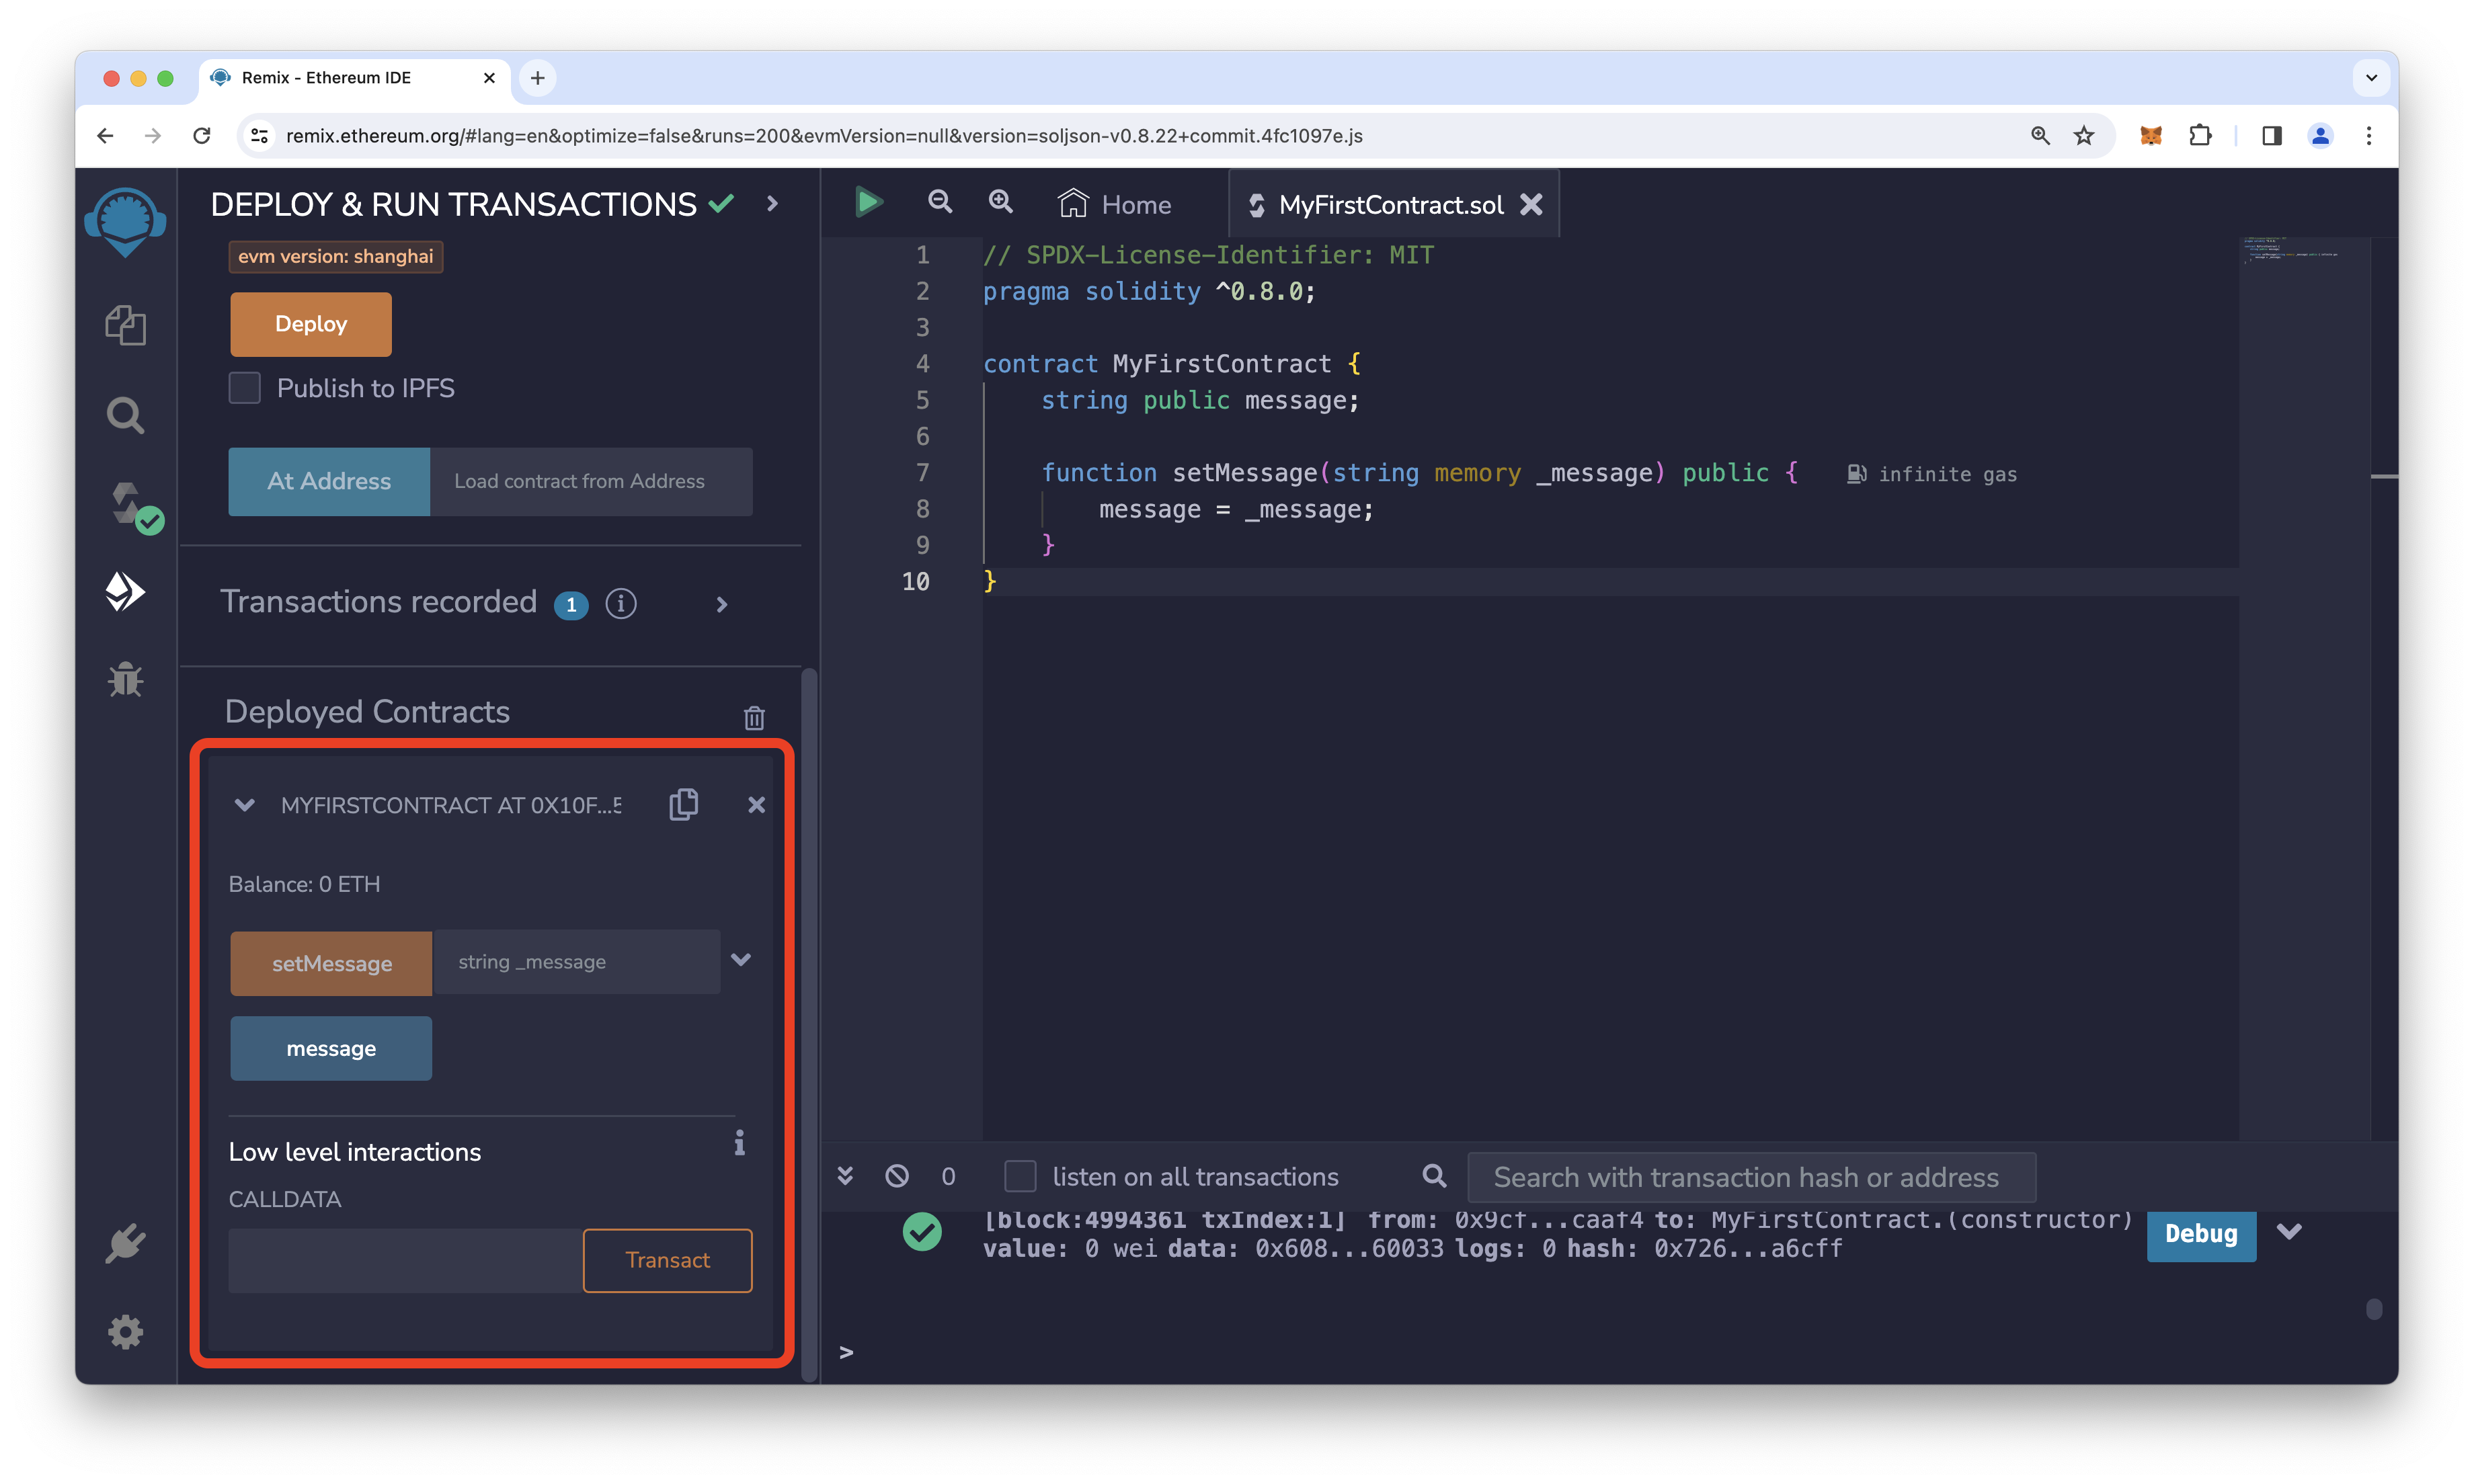 Remix - Ethereum IDE
remix.ethereum.org/#lang=en&optimize=false&runs=200&evmVersion=null&version=soljson-v0.8.22+commit.4fc1097e.js
DEPLOY & RUN TRANSACTIONS
evm version: shanghai
Deploy
Publish to IPFS
At Address
Load contract from Address
Transactions recorded 1 i
Deployed Contracts
MYFIRSTCONTRACT AT 0X10F...5
Balance: 0 ETH
setMessage
string _message
message
Low level interactions
i
CALLDATA
Transact
Home
MyFirstContract.sol
1 // SPDX-License-Identifier: MIT
2 pragma solidity ^0.8.0;
3
4 contract MyFirstContract {
5 string public message;
6
7 function setMessage(string memory _message) public { infinite gas
8 message = _message;
9 }
10 }
0
listen on all transactions
Search with transaction hash or address
[block:4994361 txIndex:1] from: 0x9cf...caaf4 to: MyFirstContract.(constructor)
value: 0 wei data: 0x608...60033 logs: 0 hash: 0x726...a6cff
Debug
>